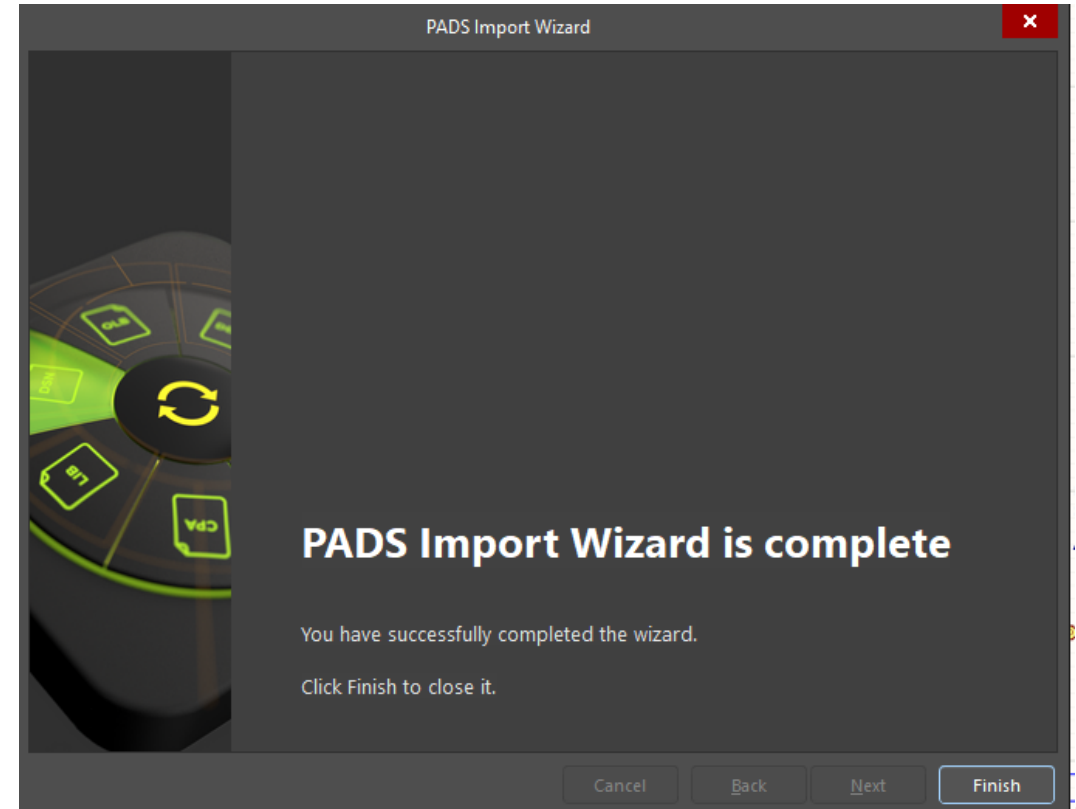 PADS Import Wizard
OLB
DSN
LIB
CPA
PADS Import Wizard is complete
You have successfully completed the wizard.
Click Finish to close it.
Cancel Back Next Finish